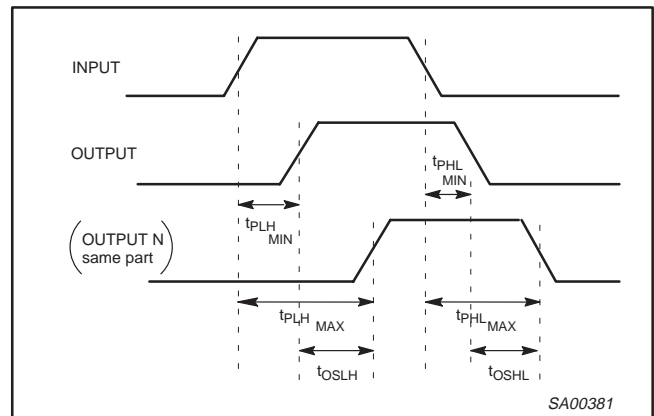 INPUT
OUTPUT
tPHL
MIN
tPLH
MIN
(OUTPUT N
same part)
tPLH
MAX
tPHL
MAX
tOSLH
tOSHL
SA00381